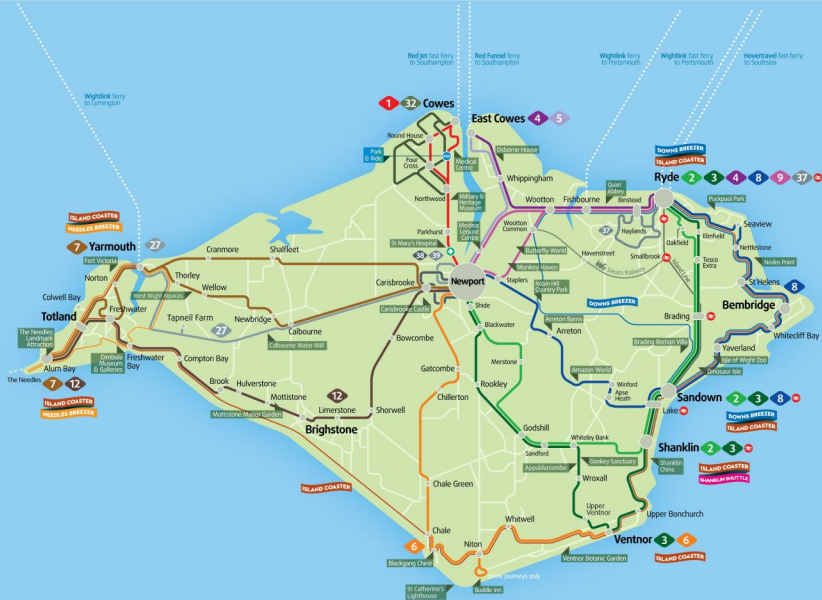 Red Jet fast ferry
to Southampton
Red Funnel ferry
to Southampton
Wightlink ferry
to Portsmouth
Wightlink fast ferry
to Portsmouth
Hovertravel fast ferry
to Southsea
Wightlink ferry
to Lymington
1 32 Cowes
East Cowes 4 5
Round House
Park
& Ride
Four
Cross
Medical
Centre
Osborne House
Northwood
Military &
Heritage
Museum
Whippingham
Parkhurst
Medina
Leisure
Centre
St Mary's Hospital
38 39
Wootton
Wootton
Common
Fishbourne
Quarr
Abbey
Binstead
37
Haylands
DOWNS BREEZER
ISLAND COASTER
Ryde 2 3 4 8 9 37
Puckpool Park
Seaview
Elmfield
Oakfield
Nettlestone
Nodes Point
Tesco
Extra
Smallbrook
Havenstreet
Steam Railway
Island Line
St Helens
8
Bembridge
Butterfly World
Monkey Haven
Staplers
Robin Hill
Country Park
DOWNS BREEZER
Brading
Whitecliff Bay
Brading Roman Villa
Yaverland
Isle of Wight Zoo
Dinosaur Isle
ISLAND COASTER
NEEDLES BREEZER
7 Yarmouth 27
Fort Victoria
Norton
Cranmore
Shalfleet
Thorley
West Wight Alpacas
Wellow
Colwell Bay
Freshwater
Totland
Tapnell Farm
27
Newbridge
Calbourne
Calbourne Water Mill
Carisbrooke
Carisbrooke Castle
Newport
Shide
The Needles
Landmark
Attraction
Alum Bay
The Needles
7 12
ISLAND COASTER
NEEDLES BREEZER
Dimbola
Museum
& Galleries
Freshwater
Bay
Compton Bay
Brook
Hulverstone
Mottistone
Mottistone Manor Garden
12
Limerstone
Brighstone
Shorwell
Bowcombe
Gatcombe
Chillerton
Blackwater
Merstone
Rookley
Arreton Barns
Arreton
Amazon World
Winford
Apse
Heath
Lake
Sandown 2 3 8
DOWNS BREEZER
ISLAND COASTER
Godshill
Sandford
Whiteley Bank
Appuldurcombe
Donkey Sanctuary
Shanklin 2 3
Shanklin
Chine
ISLAND COASTER
SHANKLIN SHUTTLE
Wroxall
Upper
Ventnor
Upper Bonchurch
Ventnor 3 6
ISLAND COASTER
Ventnor Botanic Garden
ISLAND COASTER
Chale Green
Chale
6
Blackgang Chine
Whitwell
Niton
some journeys only
St Catherine's
Lighthouse
Buddle Inn